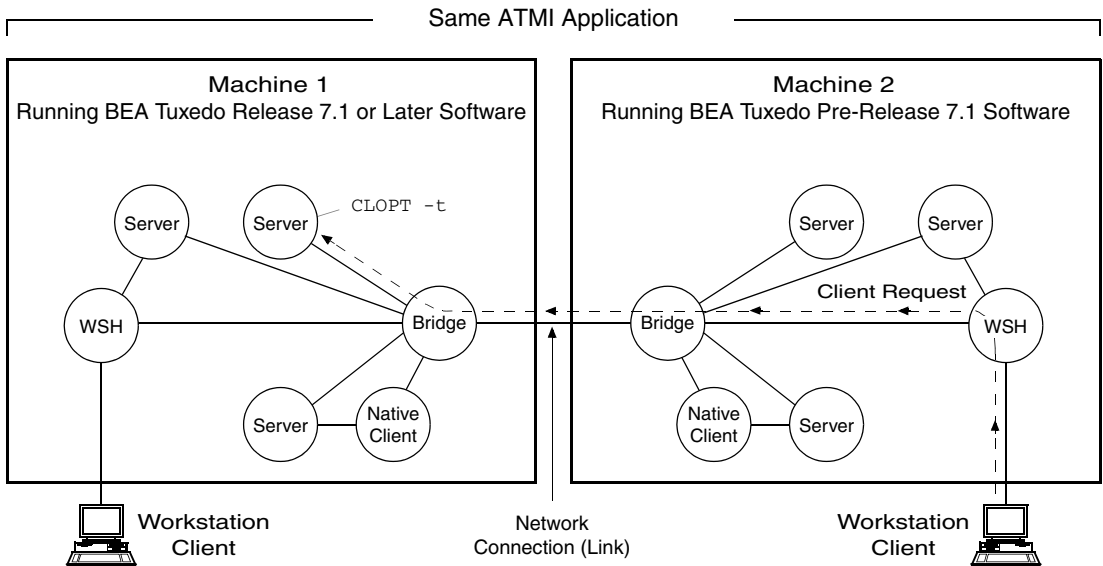 Same ATMI Application
Machine 1
Running BEA Tuxedo Release 7.1 or Later Software
Server
Server
CLOPT -t
WSH
Bridge
Server
Native
Client
Workstation
Client
Network
Connection (Link)
Machine 2
Running BEA Tuxedo Pre-Release 7.1 Software
Server
Server
Client Request
Bridge
WSH
Native
Client
Server
Workstation
Client